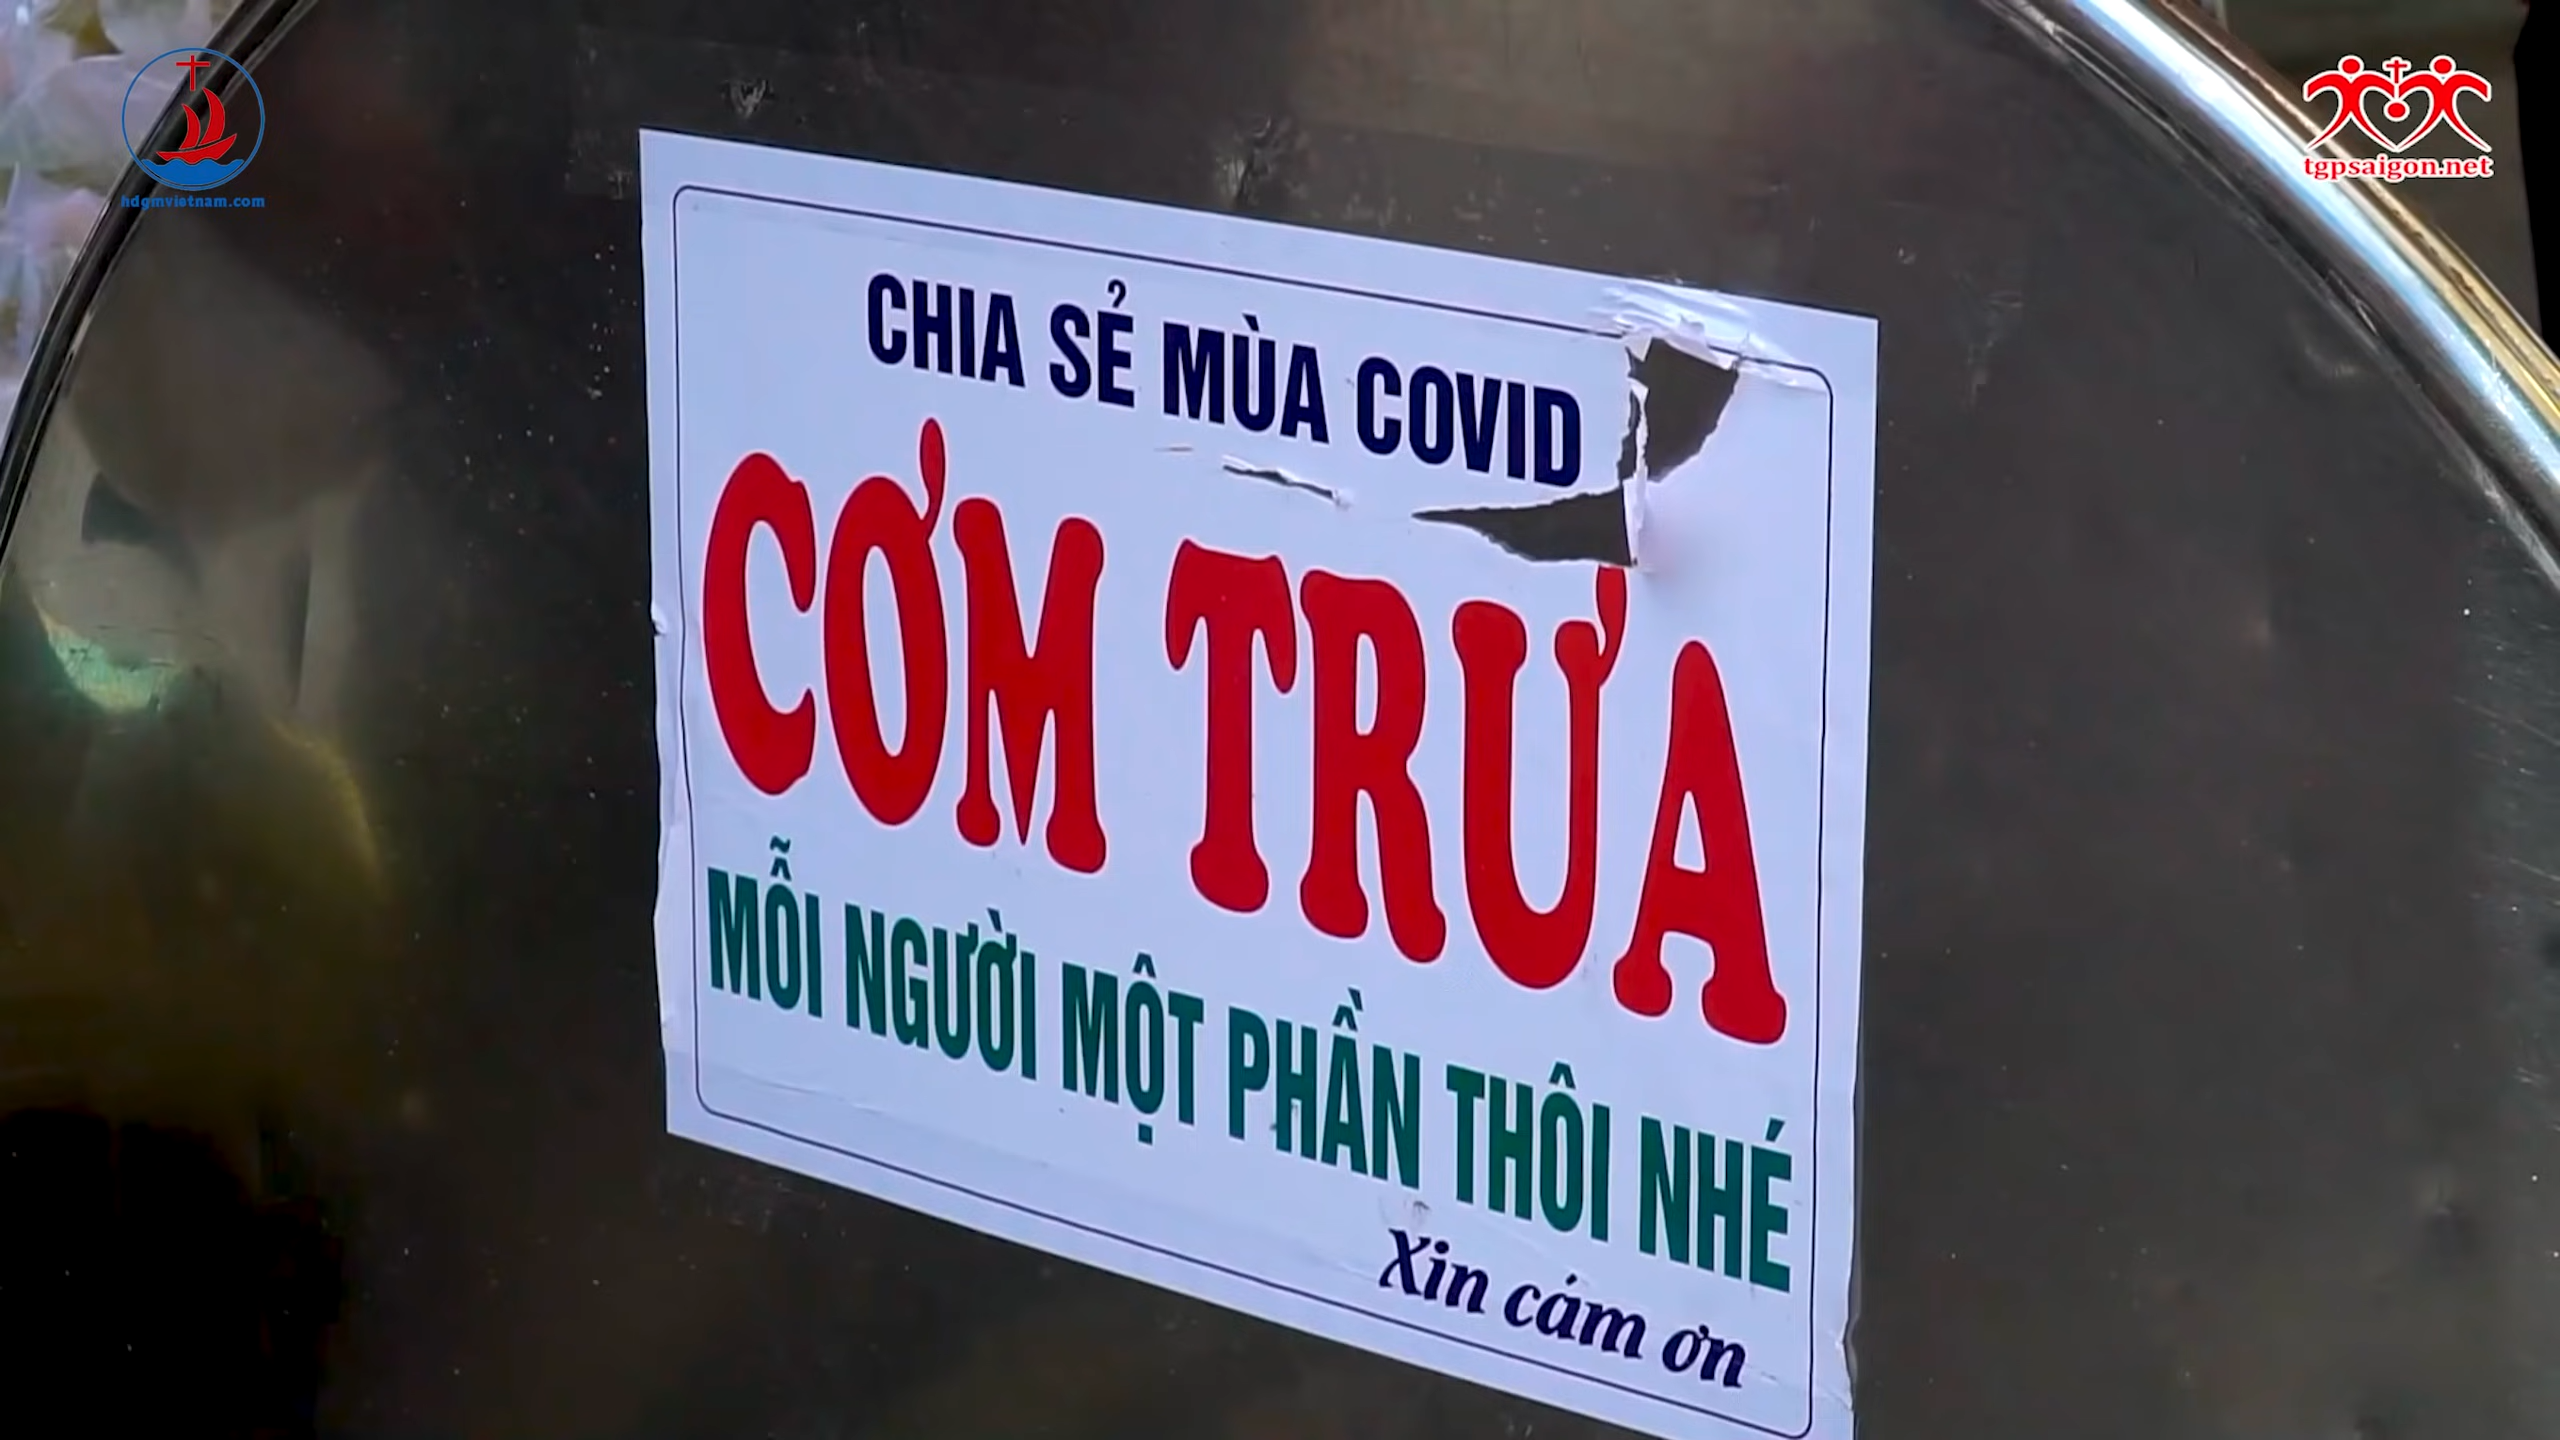 hdgmvietnam.com
tgpsaigon.net
CHIA SẺ MÙA COVID
CƠM TRƯA
MỖI NGƯỜI MỘT PHẦN THÔI NHÉ
Xin cám ơn